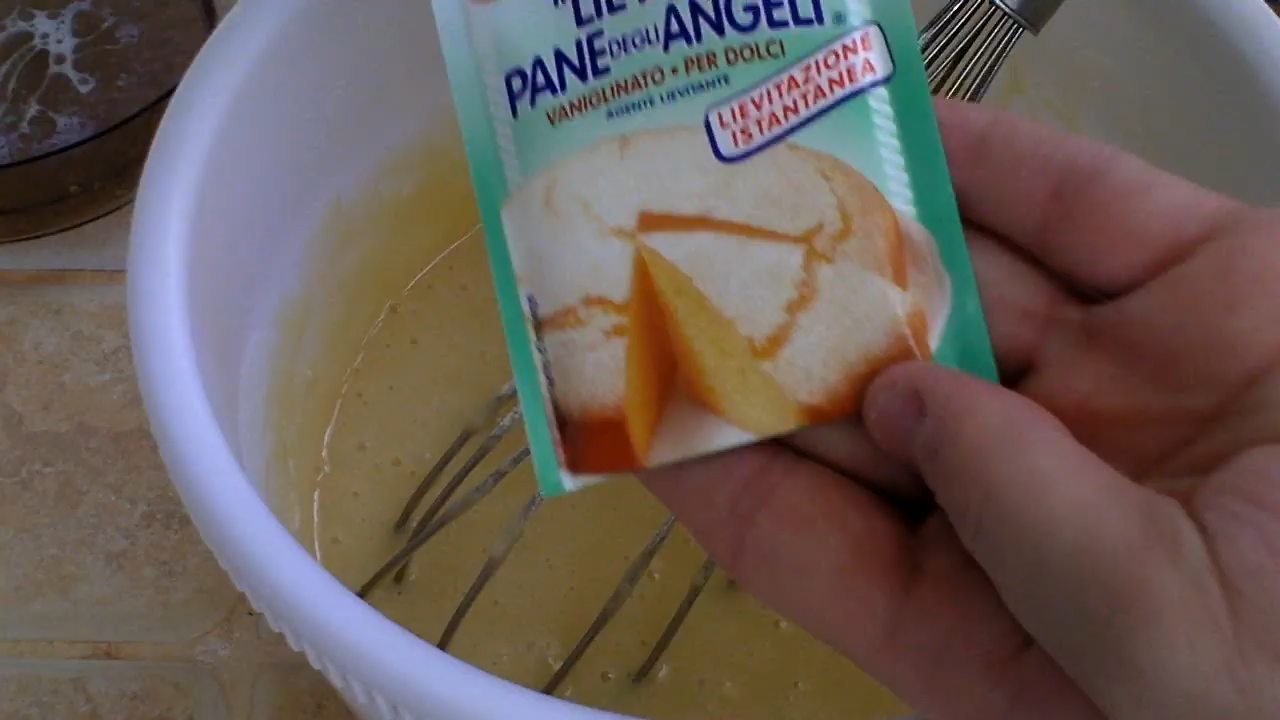 PANE DEGLI ANGELI®
VANIGLINATO • PER DOLCI
AGENTE LIEVITANTE
LIEVITAZIONE
ISTANTANEA